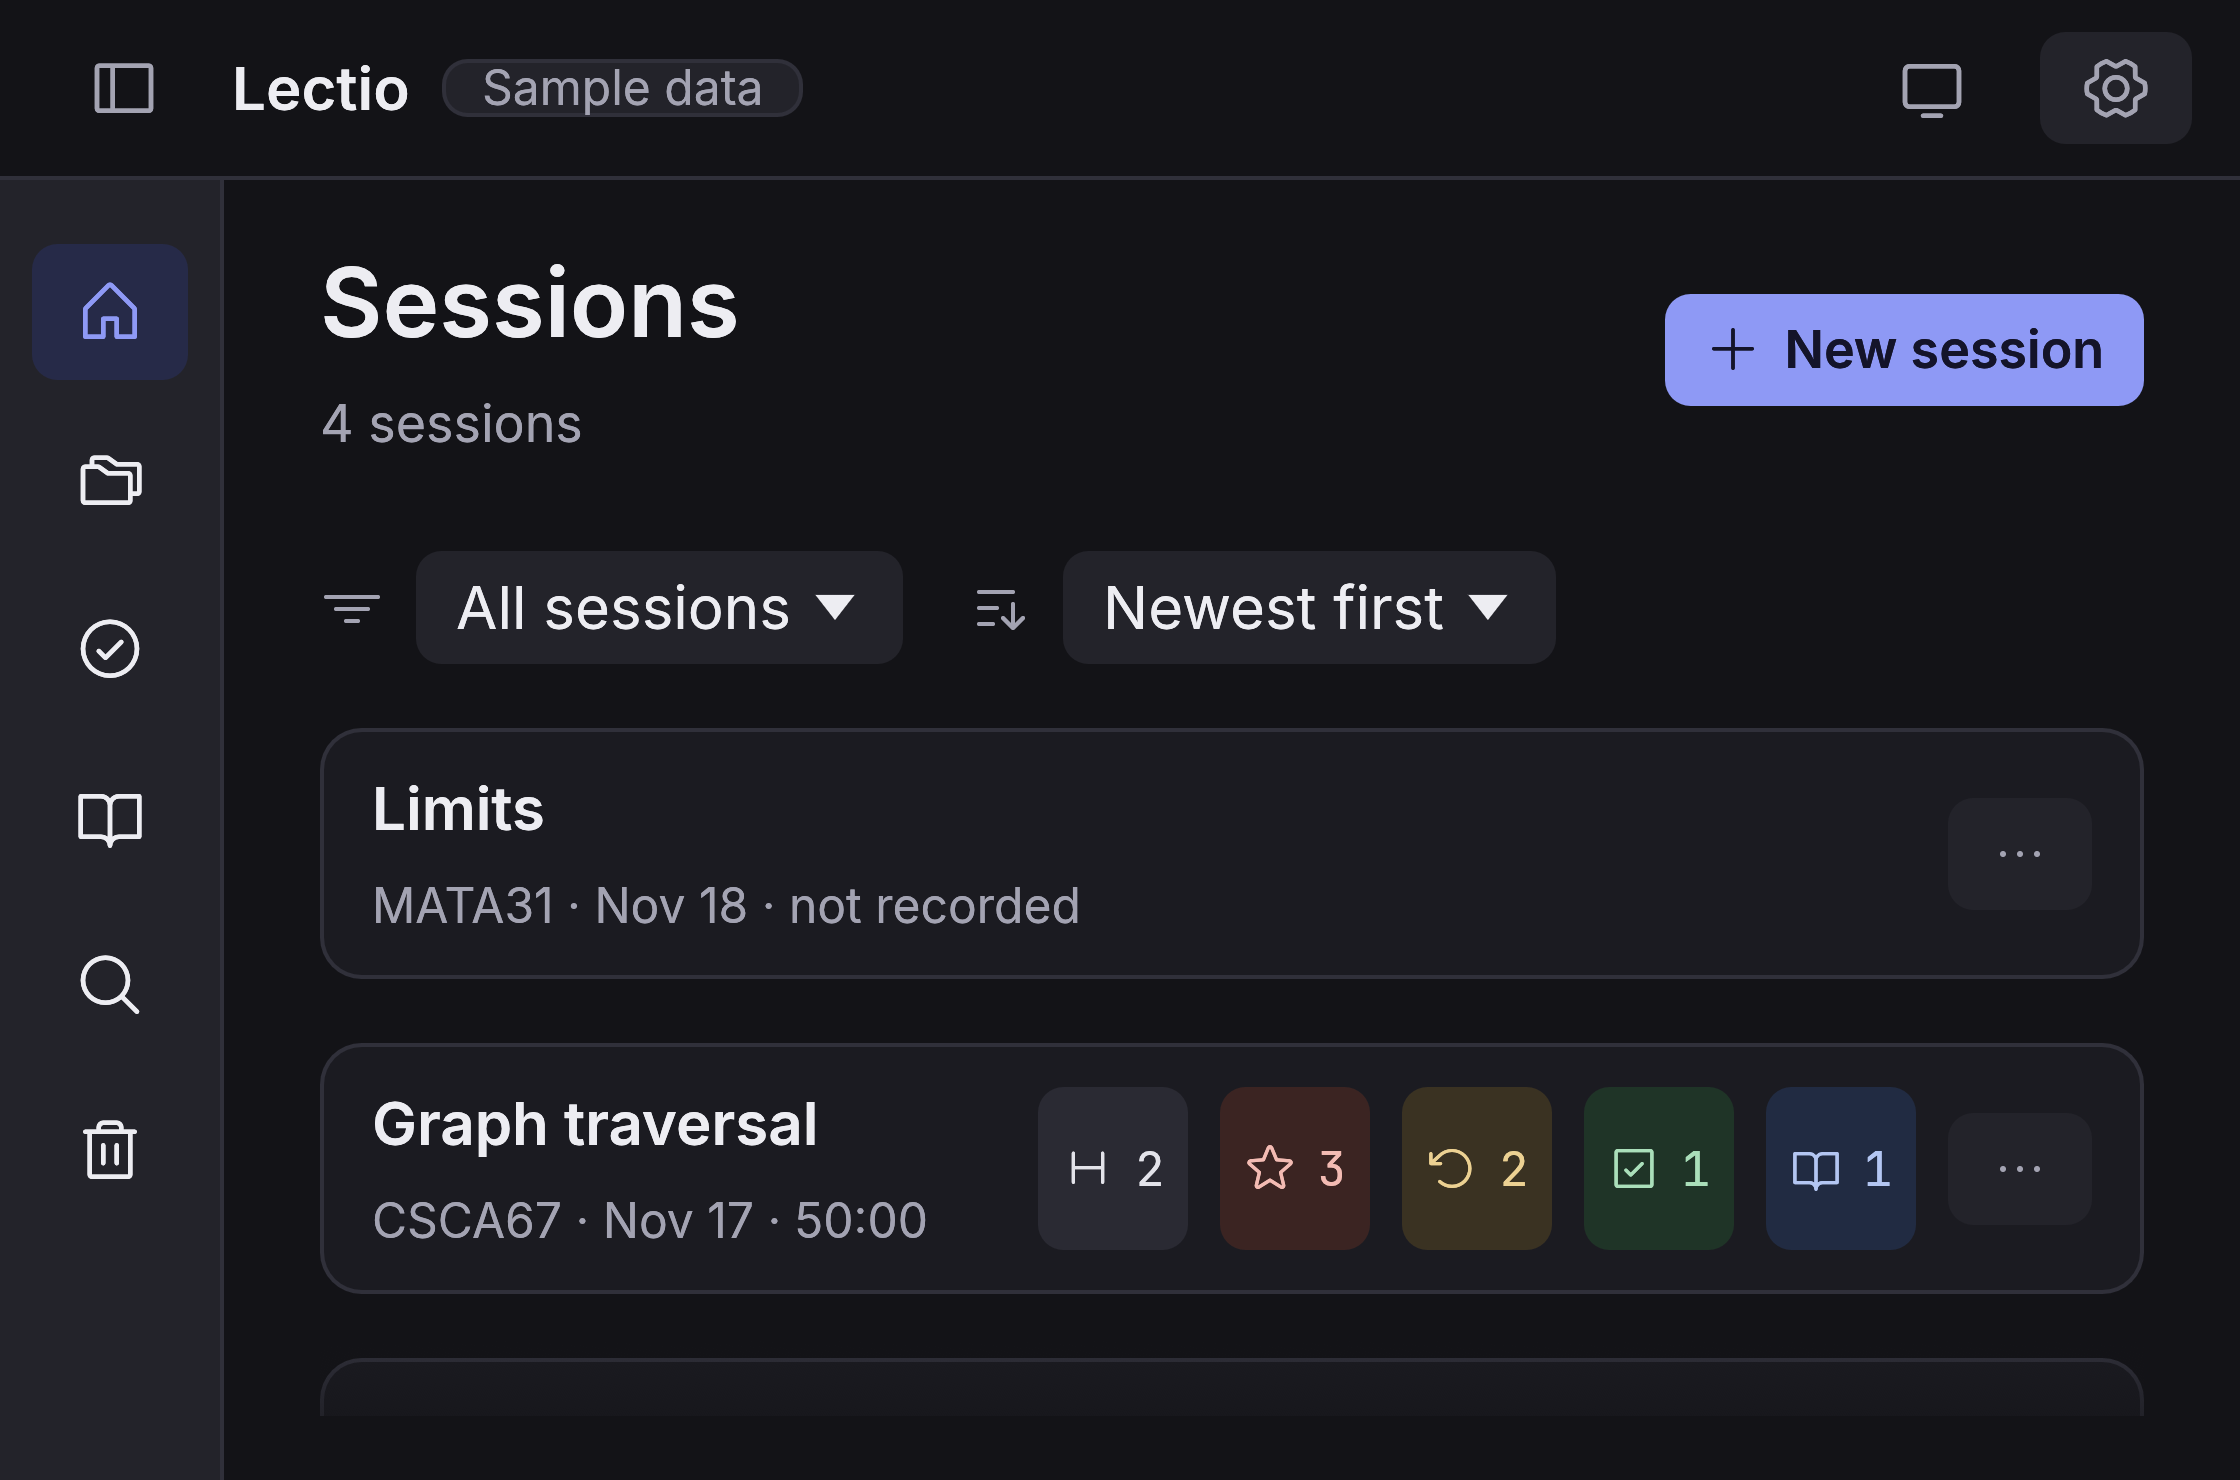 Lectio
Sample data
Sessions
4 sessions
New session
All sessions
Newest first
Limits
MATA31 · Nov 18 · not recorded
Graph traversal
CSCA67 · Nov 17 · 50:00
2
3
2
1
1